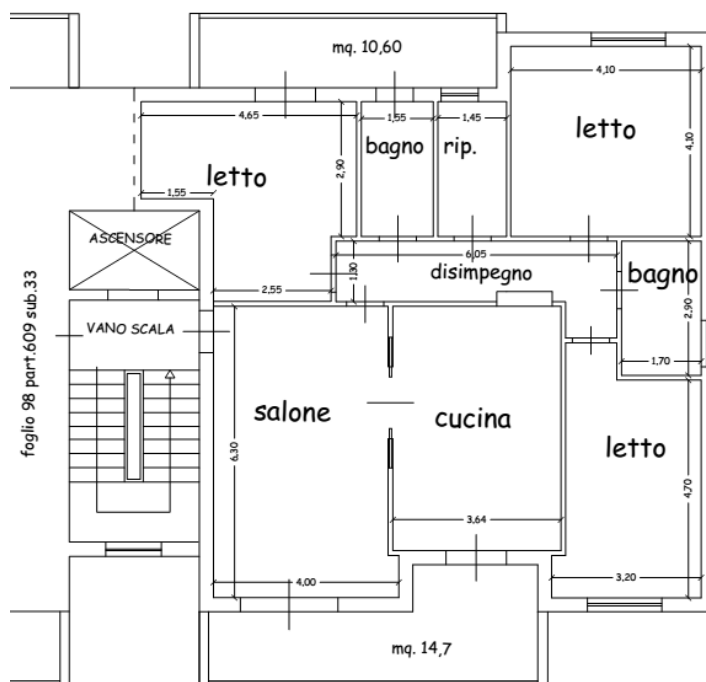 mq. 10,60
4,10
4,65
1,55
1,45
letto
bagno
rip.
letto
2,90
4,10
1,55
ASCENSORE
6,05
disimpegno
bagno
1,30
2,55
2,90
VANO SCALA
1,70
foglio 98 part.609 sub.33
salone
cucina
letto
6,30
4,70
3,64
4,00
3,20
mq. 14,7